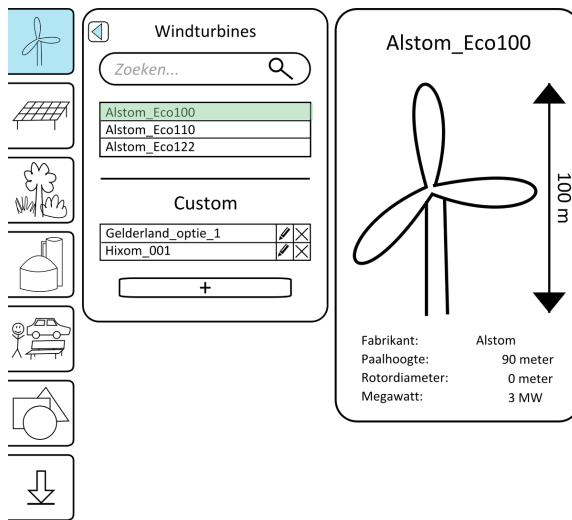 Windturbines
Zoeken...
Alstom_Eco100
Alstom_Eco110
Alstom_Eco122
Custom
Gelderland_optie_1
Hixom_001
+
Alstom_Eco100
100 m
Fabrikant: Alstom
Paalhoogte: 90 meter
Rotordiameter: 0 meter
Megawatt: 3 MW